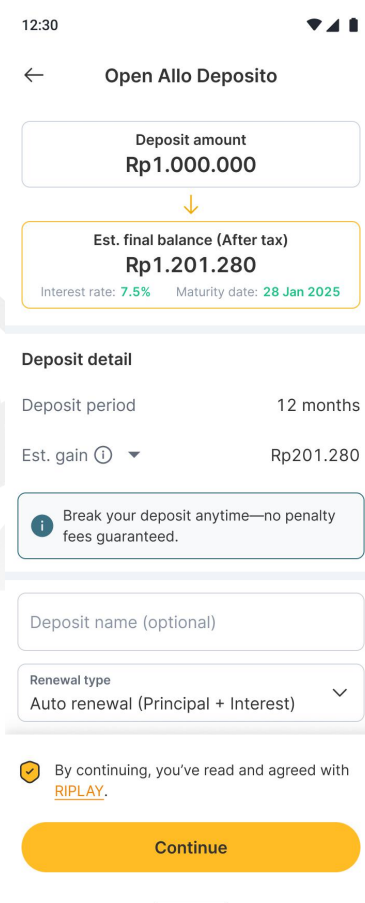 12:30
Open Allo Deposito
Deposit amount
Rp1.000.000
Est. final balance (After tax)
Rp1.201.280
Interest rate: 7.5% Maturity date: 28 Jan 2025
Deposit detail
Deposit period 12 months
Est. gain Rp201.280
Break your deposit anytime—no penalty
fees guaranteed.
Deposit name (optional)
Renewal type
Auto renewal (Principal + Interest)
By continuing, you’ve read and agreed with
RIPLAY.
Continue